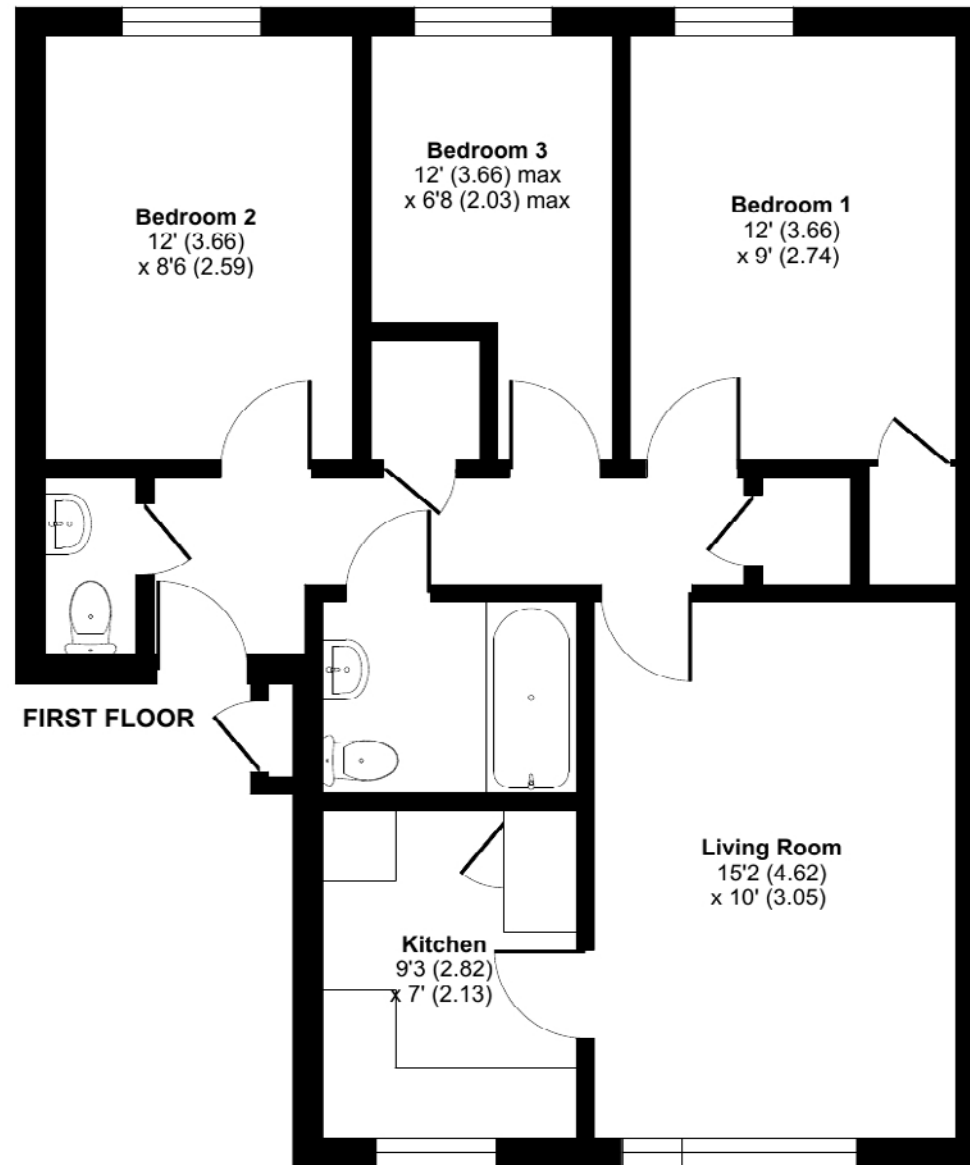 Bedroom 3
12' (3.66) max
x 6'8 (2.03) max
Bedroom 2
12' (3.66)
x 8'6 (2.59)
Bedroom 1
12' (3.66)
x 9' (2.74)
FIRST FLOOR
Living Room
15'2 (4.62)
x 10' (3.05)
Kitchen
9'3 (2.82)
x 7' (2.13)